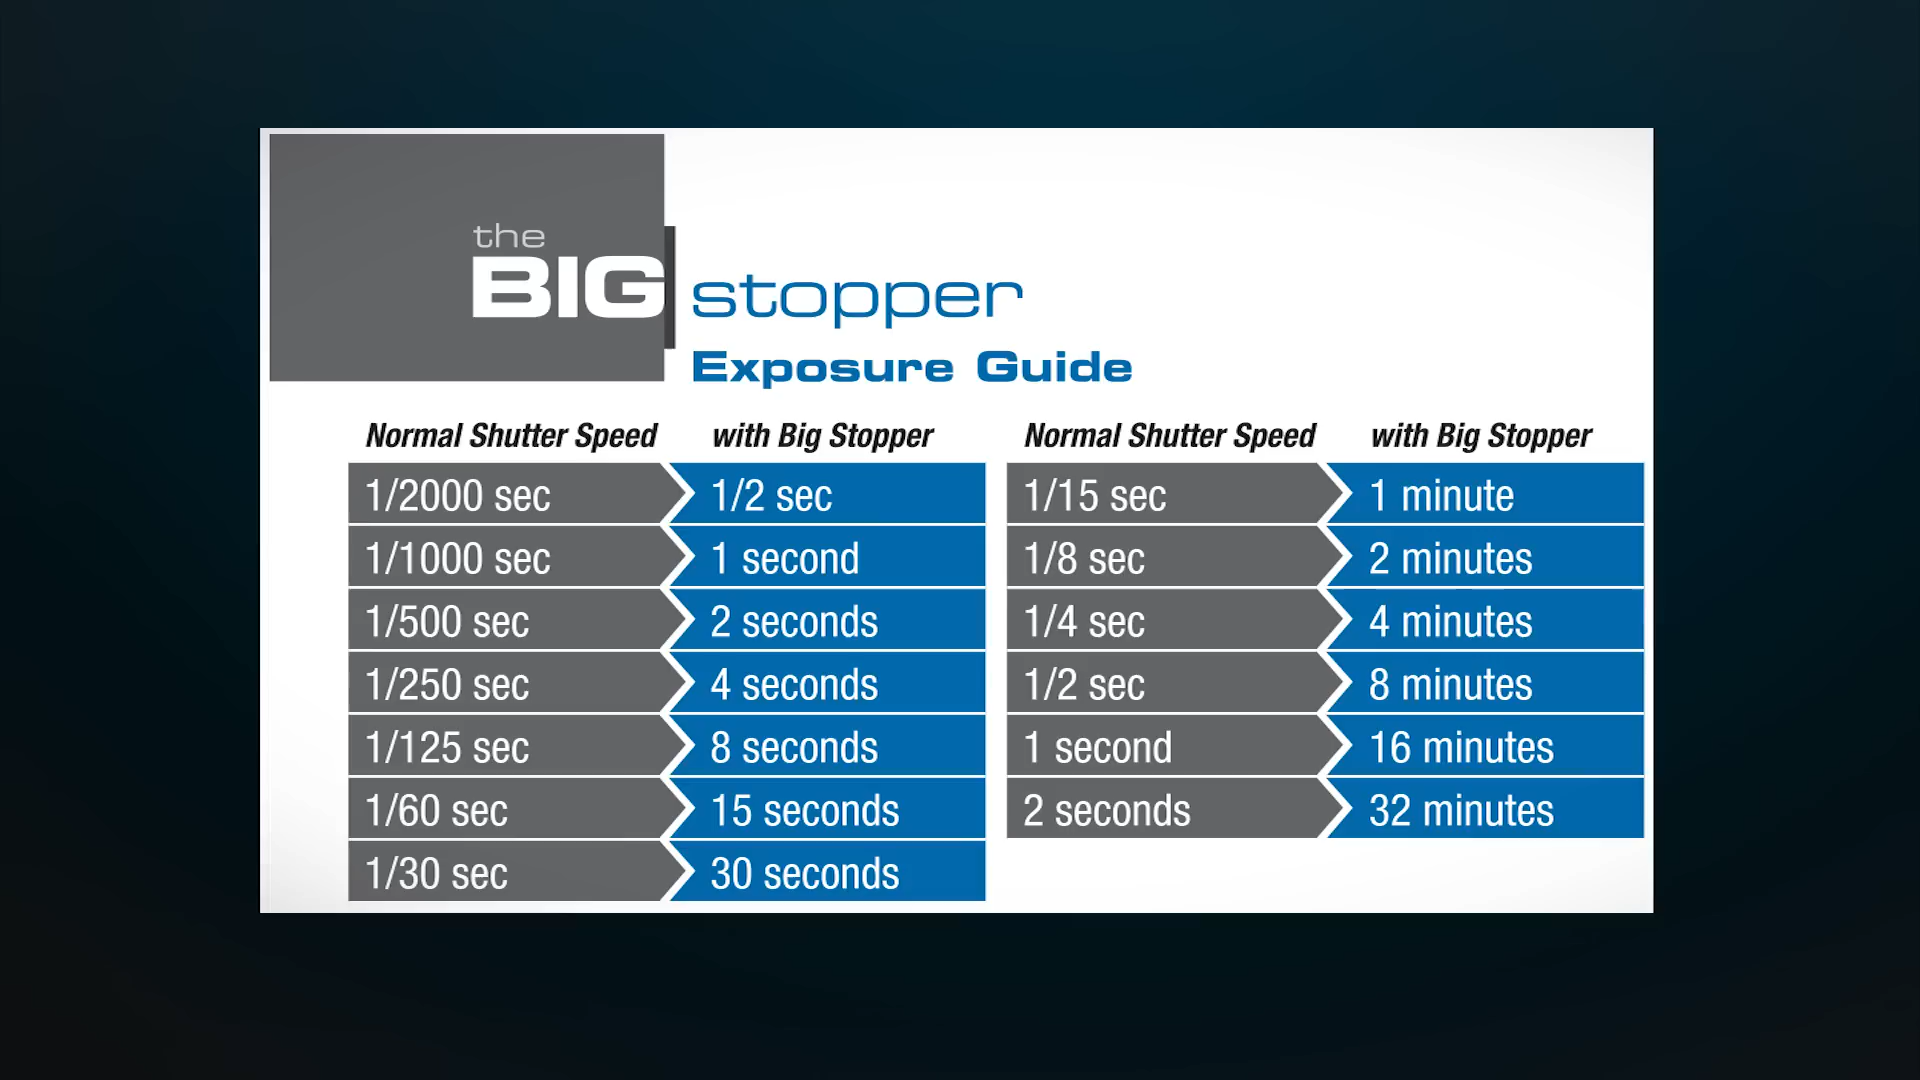 the
BIG stopper
Exposure Guide
Normal Shutter Speed with Big Stopper
1/2000 sec 1/2 sec
1/1000 sec 1 second
1/500 sec 2 seconds
1/250 sec 4 seconds
1/125 sec 8 seconds
1/60 sec 15 seconds
1/30 sec 30 seconds
Normal Shutter Speed with Big Stopper
1/15 sec 1 minute
1/8 sec 2 minutes
1/4 sec 4 minutes
1/2 sec 8 minutes
1 second 16 minutes
2 seconds 32 minutes